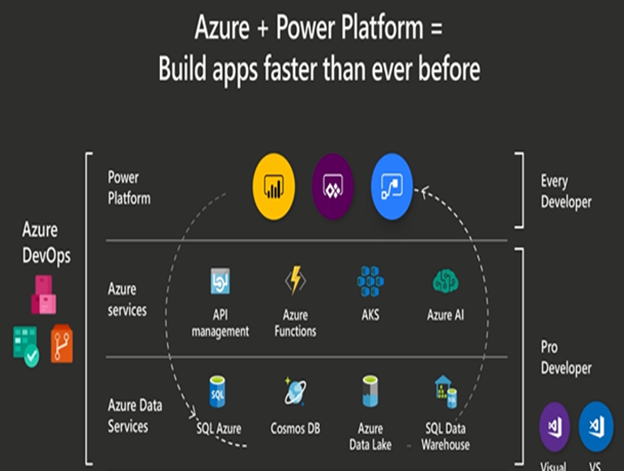 Azure + Power Platform =
Build apps faster than ever before
Azure
DevOps
Power
Platform
Every
Developer
Azure
services
API
management
Azure
Functions
AKS
Azure AI
Pro
Developer
Azure Data
Services
SQL
SQL Azure
Cosmos DB
Azure
Data Lake
SQL Data
Warehouse
Visual
VS